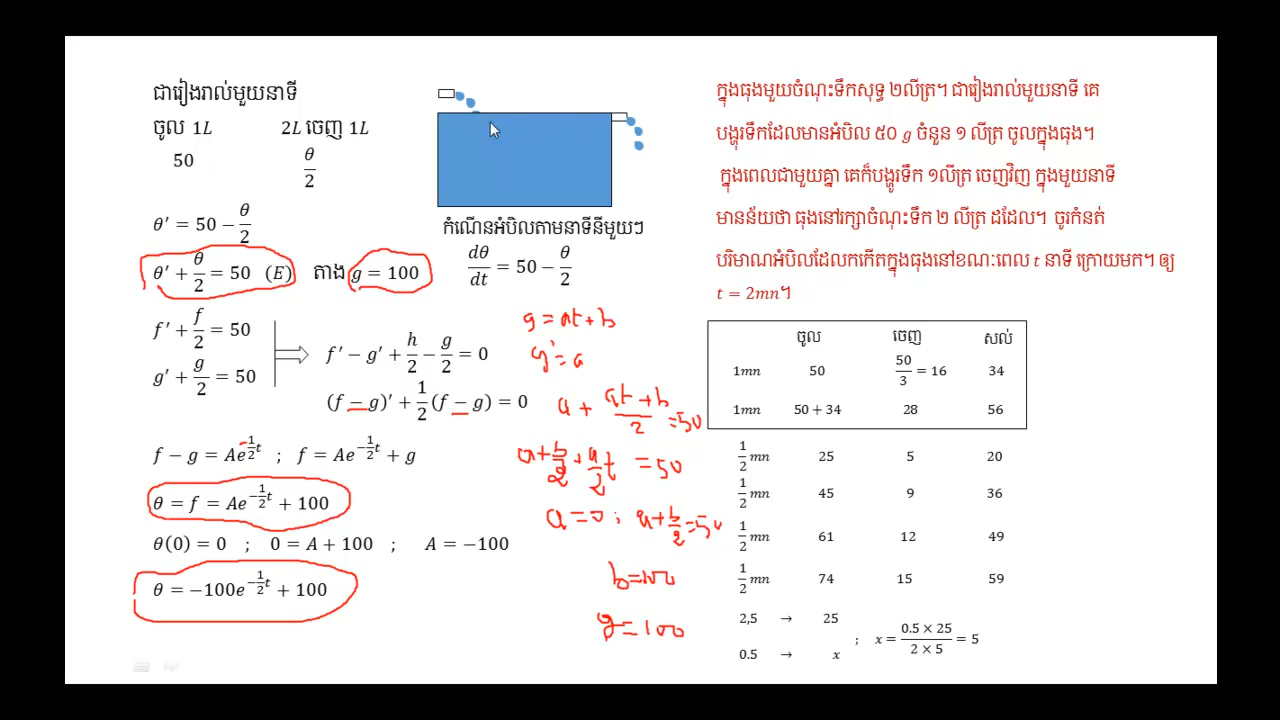 ជារៀងរាល់មួយនាទី
ចូល 1L 2L ចេញ 1L
50 θ/2
θ′ = 50 − θ/2
θ′ + θ/2 = 50 (E) តាង g = 100
f′ + f/2 = 50
g′ + g/2 = 50
f′ − g′ + h/2 − g/2 = 0
(f − g)′ + 1/2 (f − g) = 0
f − g = Ae^{−1/2 t} ; f = Ae^{−1/2 t} + g
θ = f = Ae^{−1/2 t} + 100
θ(0) = 0 ; 0 = A + 100 ; A = −100
θ = −100e^{−1/2 t} + 100
កំណើនអំបិលតាមនាទីនីមួយៗ
dθ/dt = 50 − θ/2
g = at + b
g' = a
a + (at + b)/2 = 50
a + b/2 + a/2 t = 50
a = 0 ; a + b/2 = 50
b = 100
g = 100
ក្នុងធុងមួយចំណុះទឹកសុទ្ធ ២លីត្រ។ ជារៀងរាល់មួយនាទី គេ
បង្ហូរទឹកដែលមានអំបិល ៥០ g ចំនួន ១ លីត្រ ចូលក្នុងធុង។
ក្នុងពេលជាមួយគ្នា គេក៏បង្ហូរទឹក ១លីត្រ ចេញវិញ ក្នុងមួយនាទី
មានន័យថា ធុងនៅរក្សាចំណុះទឹក ២ លីត្រ ដដែល។ ចូរកំនត់
បរិមាណអំបិលដែលកកើតក្នុងធុងនៅខណៈពេល t នាទី ក្រោយមក។ ឲ្យ
t = 2mn។
ចូល ចេញ សល់
1mn 50 50/3 = 16 34
1mn 50 + 34 28 56
1/2 mn 25 5 20
1/2 mn 45 9 36
1/2 mn 61 12 49
1/2 mn 74 15 59
2,5 → 25
0.5 → x ; x = (0.5 × 25)/(2 × 5) = 5